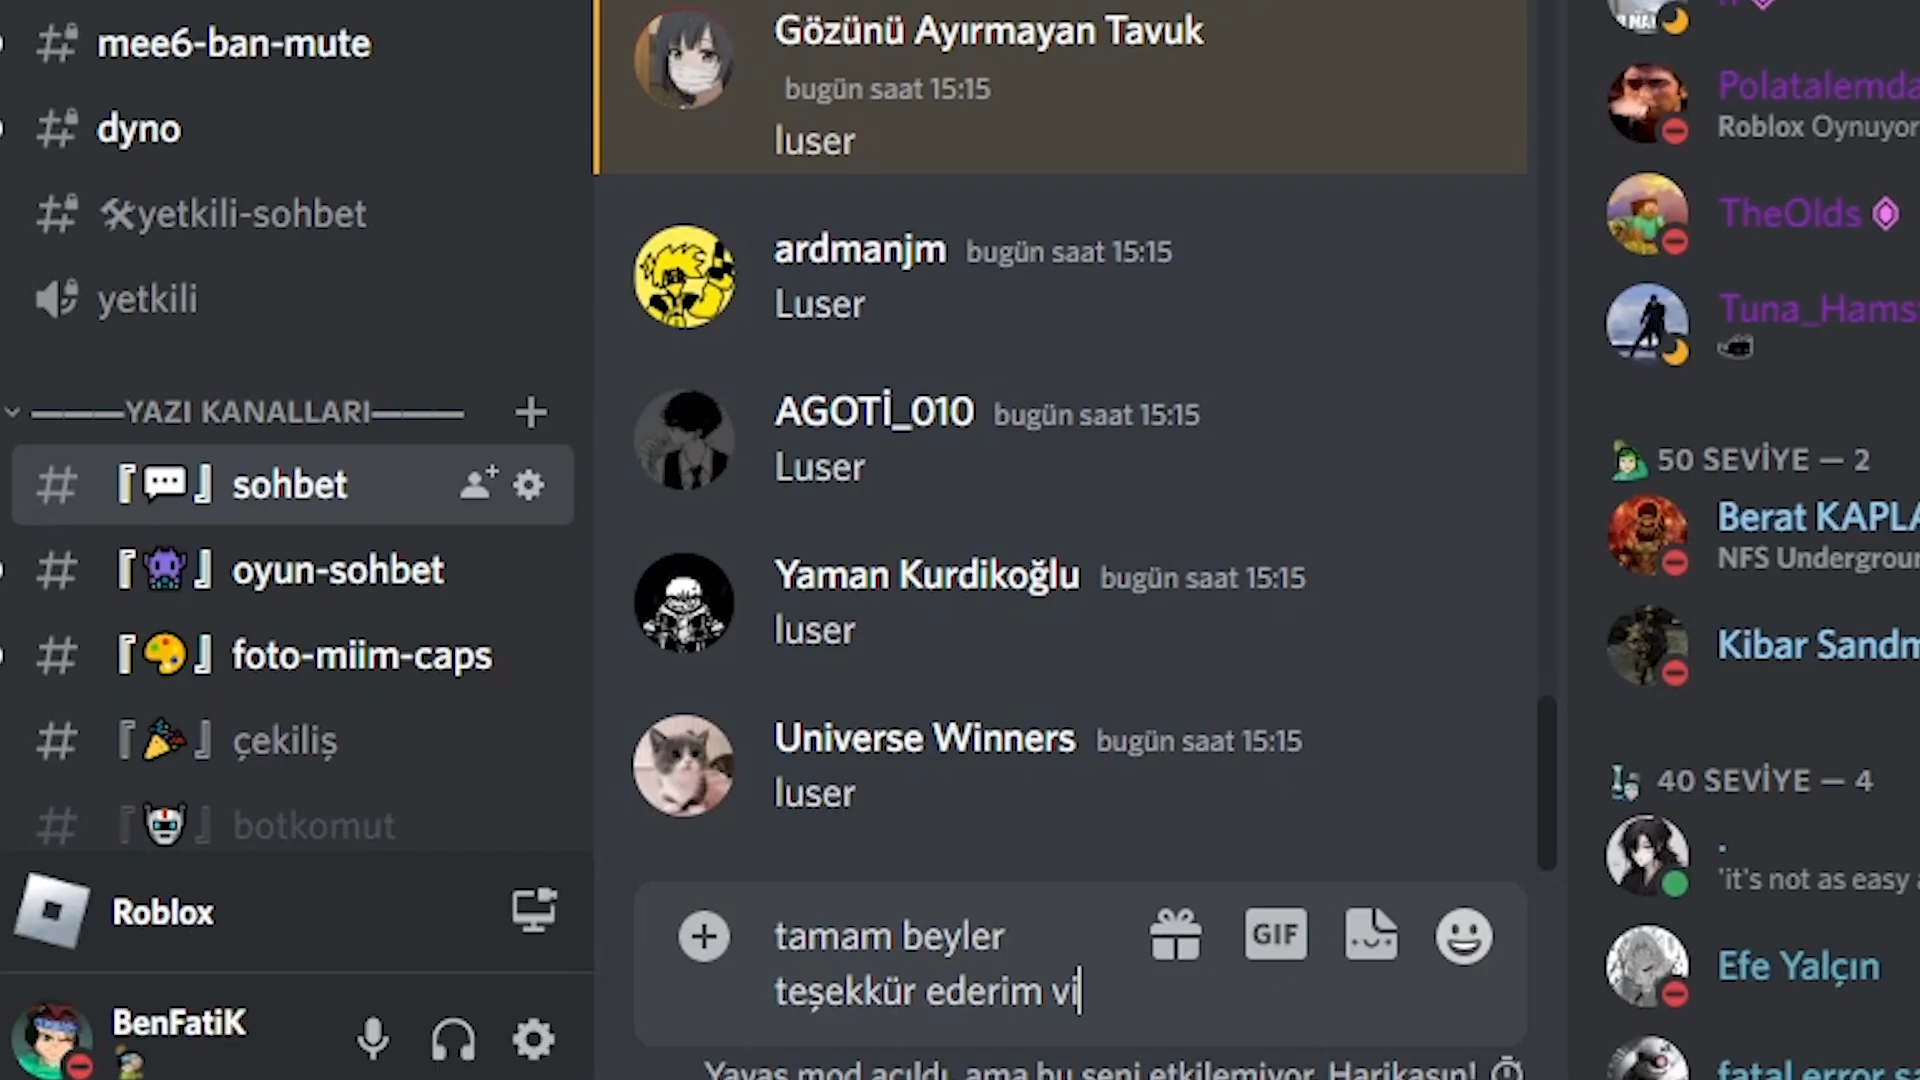 mee6-ban-mute
dyno
yetkili-sohbet
yetkili
YAZI KANALLARI
『💬』 sohbet
『👾』 oyun-sohbet
『🎨』 foto-miim-caps
『🎉』 çekiliş
『🤖』 botkomut
Roblox
BenFatiK
Gözünü Ayırmayan Tavuk
bugün saat 15:15
luser
ardmanjm bugün saat 15:15
Luser
AGOTİ_010 bugün saat 15:15
Luser
Yaman Kurdikoğlu bugün saat 15:15
luser
Universe Winners bugün saat 15:15
luser
tamam beyler
teşekkür ederim vi
GIF
Yavaş mod açıldı, ama bu seni etkilemiyor. Harikasın!
Polatalemda
Roblox Oynuyor
TheOlds
Tuna_Hams
50 SEVİYE — 2
Berat KAPLA
NFS Undergroun
Kibar Sandm
40 SEVİYE — 4
.
'it's not as easy a
Efe Yalçın
fatal error sa